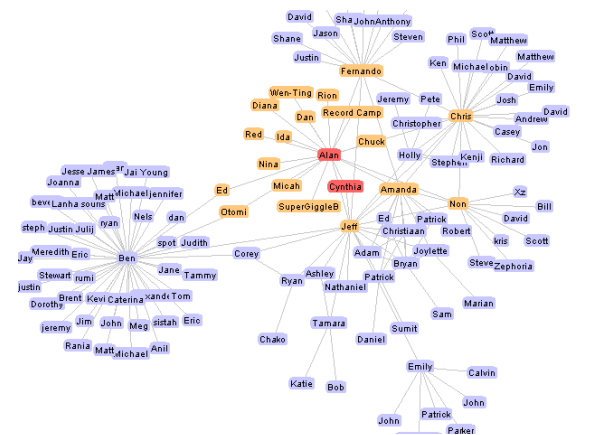 David
JohnAnthony
Shane
Jason
Steven
Justin
Fernando
Phil
Matthew
Ken
Michael
Matthew
David
Emily
Josh
Andrew
David
Chris
Casey
Jon
Richard
Kenji
Wen-Ting
Rion
Diana
Dan
Record Camp
Jeremy
Pete
Christopher
Red
Ida
Chuck
Alan
Holly
Nina
Ed
Micah
Cynthia
Amanda
Otomi
SuperGiggleB
Non
Xz
Bill
David
Robert
kris
Scott
Steve
Zephoria
Jeff
Ed
Patrick
Christiaan
Adam
Joylette
Bryan
Patrick
Marian
Sam
Sumit
Daniel
Ashley
Nathaniel
Ryan
Corey
Tamara
Chako
Katie
Bob
Emily
Calvin
John
Patrick
John
Parker
Jesse
James
Jai Young
Joanna
Michael
jennifer
Matt
Lanha
ryan
Nels
dan
steph
Justin
Julij
spot
Judith
Meredith
Eric
Jay
Ben
Jane
Tammy
Stewart
rumi
justin
Brent
Kevi
Caterina
Tom
Dorothy
jeremy
Jim
John
Meg
sistah
Eric
Rania
Matt
Michael
Anil